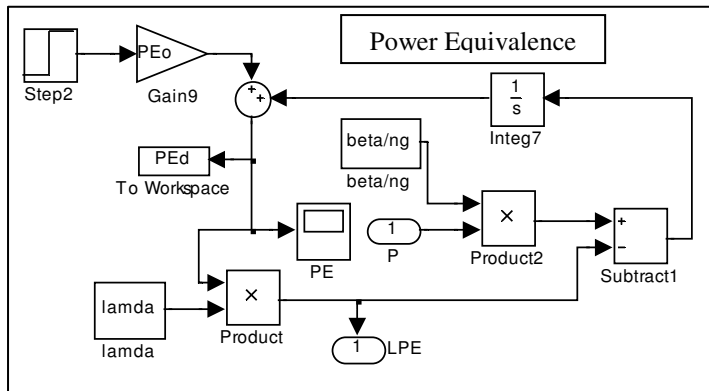 Power Equivalence
PEo
Step2
Gain9
+
+
1
s
Integ7
PEd
To Workspace
beta/ng
beta/ng
1
P
×
Product2
+
−
Subtract1
PE
lamda
lamda
×
Product
1
LPE